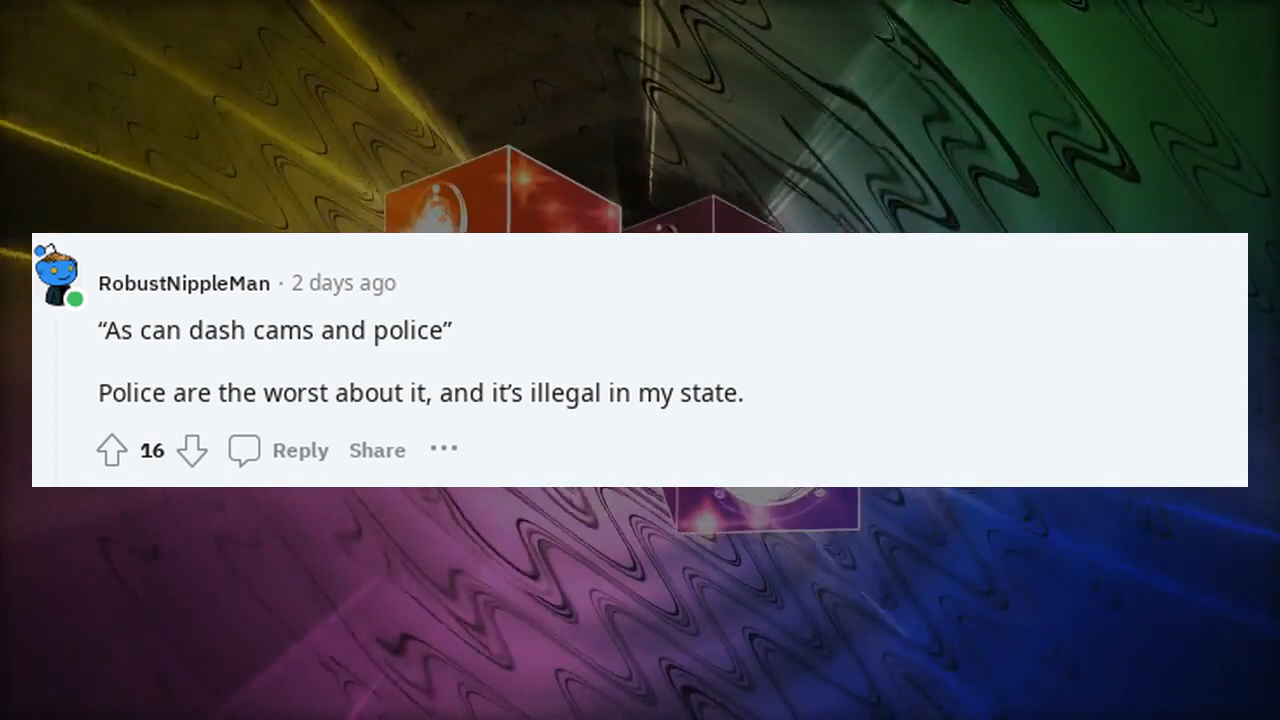 RobustNippleMan · 2 days ago
“As can dash cams and police”
Police are the worst about it, and it’s illegal in my state.
16 Reply Share •••